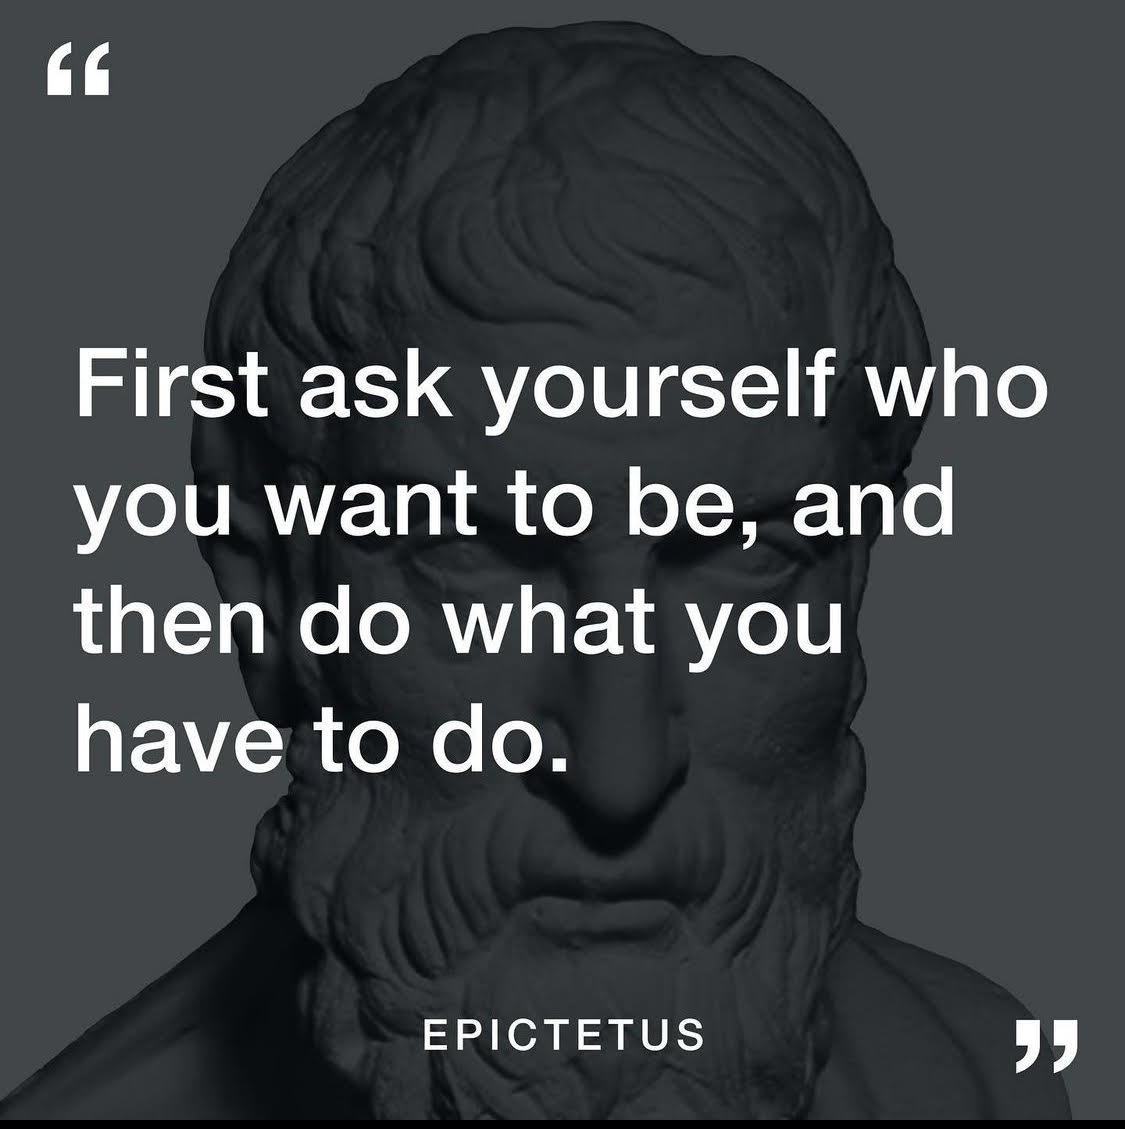 “
First ask yourself who
you want to be, and
then do what you
have to do.
EPICTETUS
”